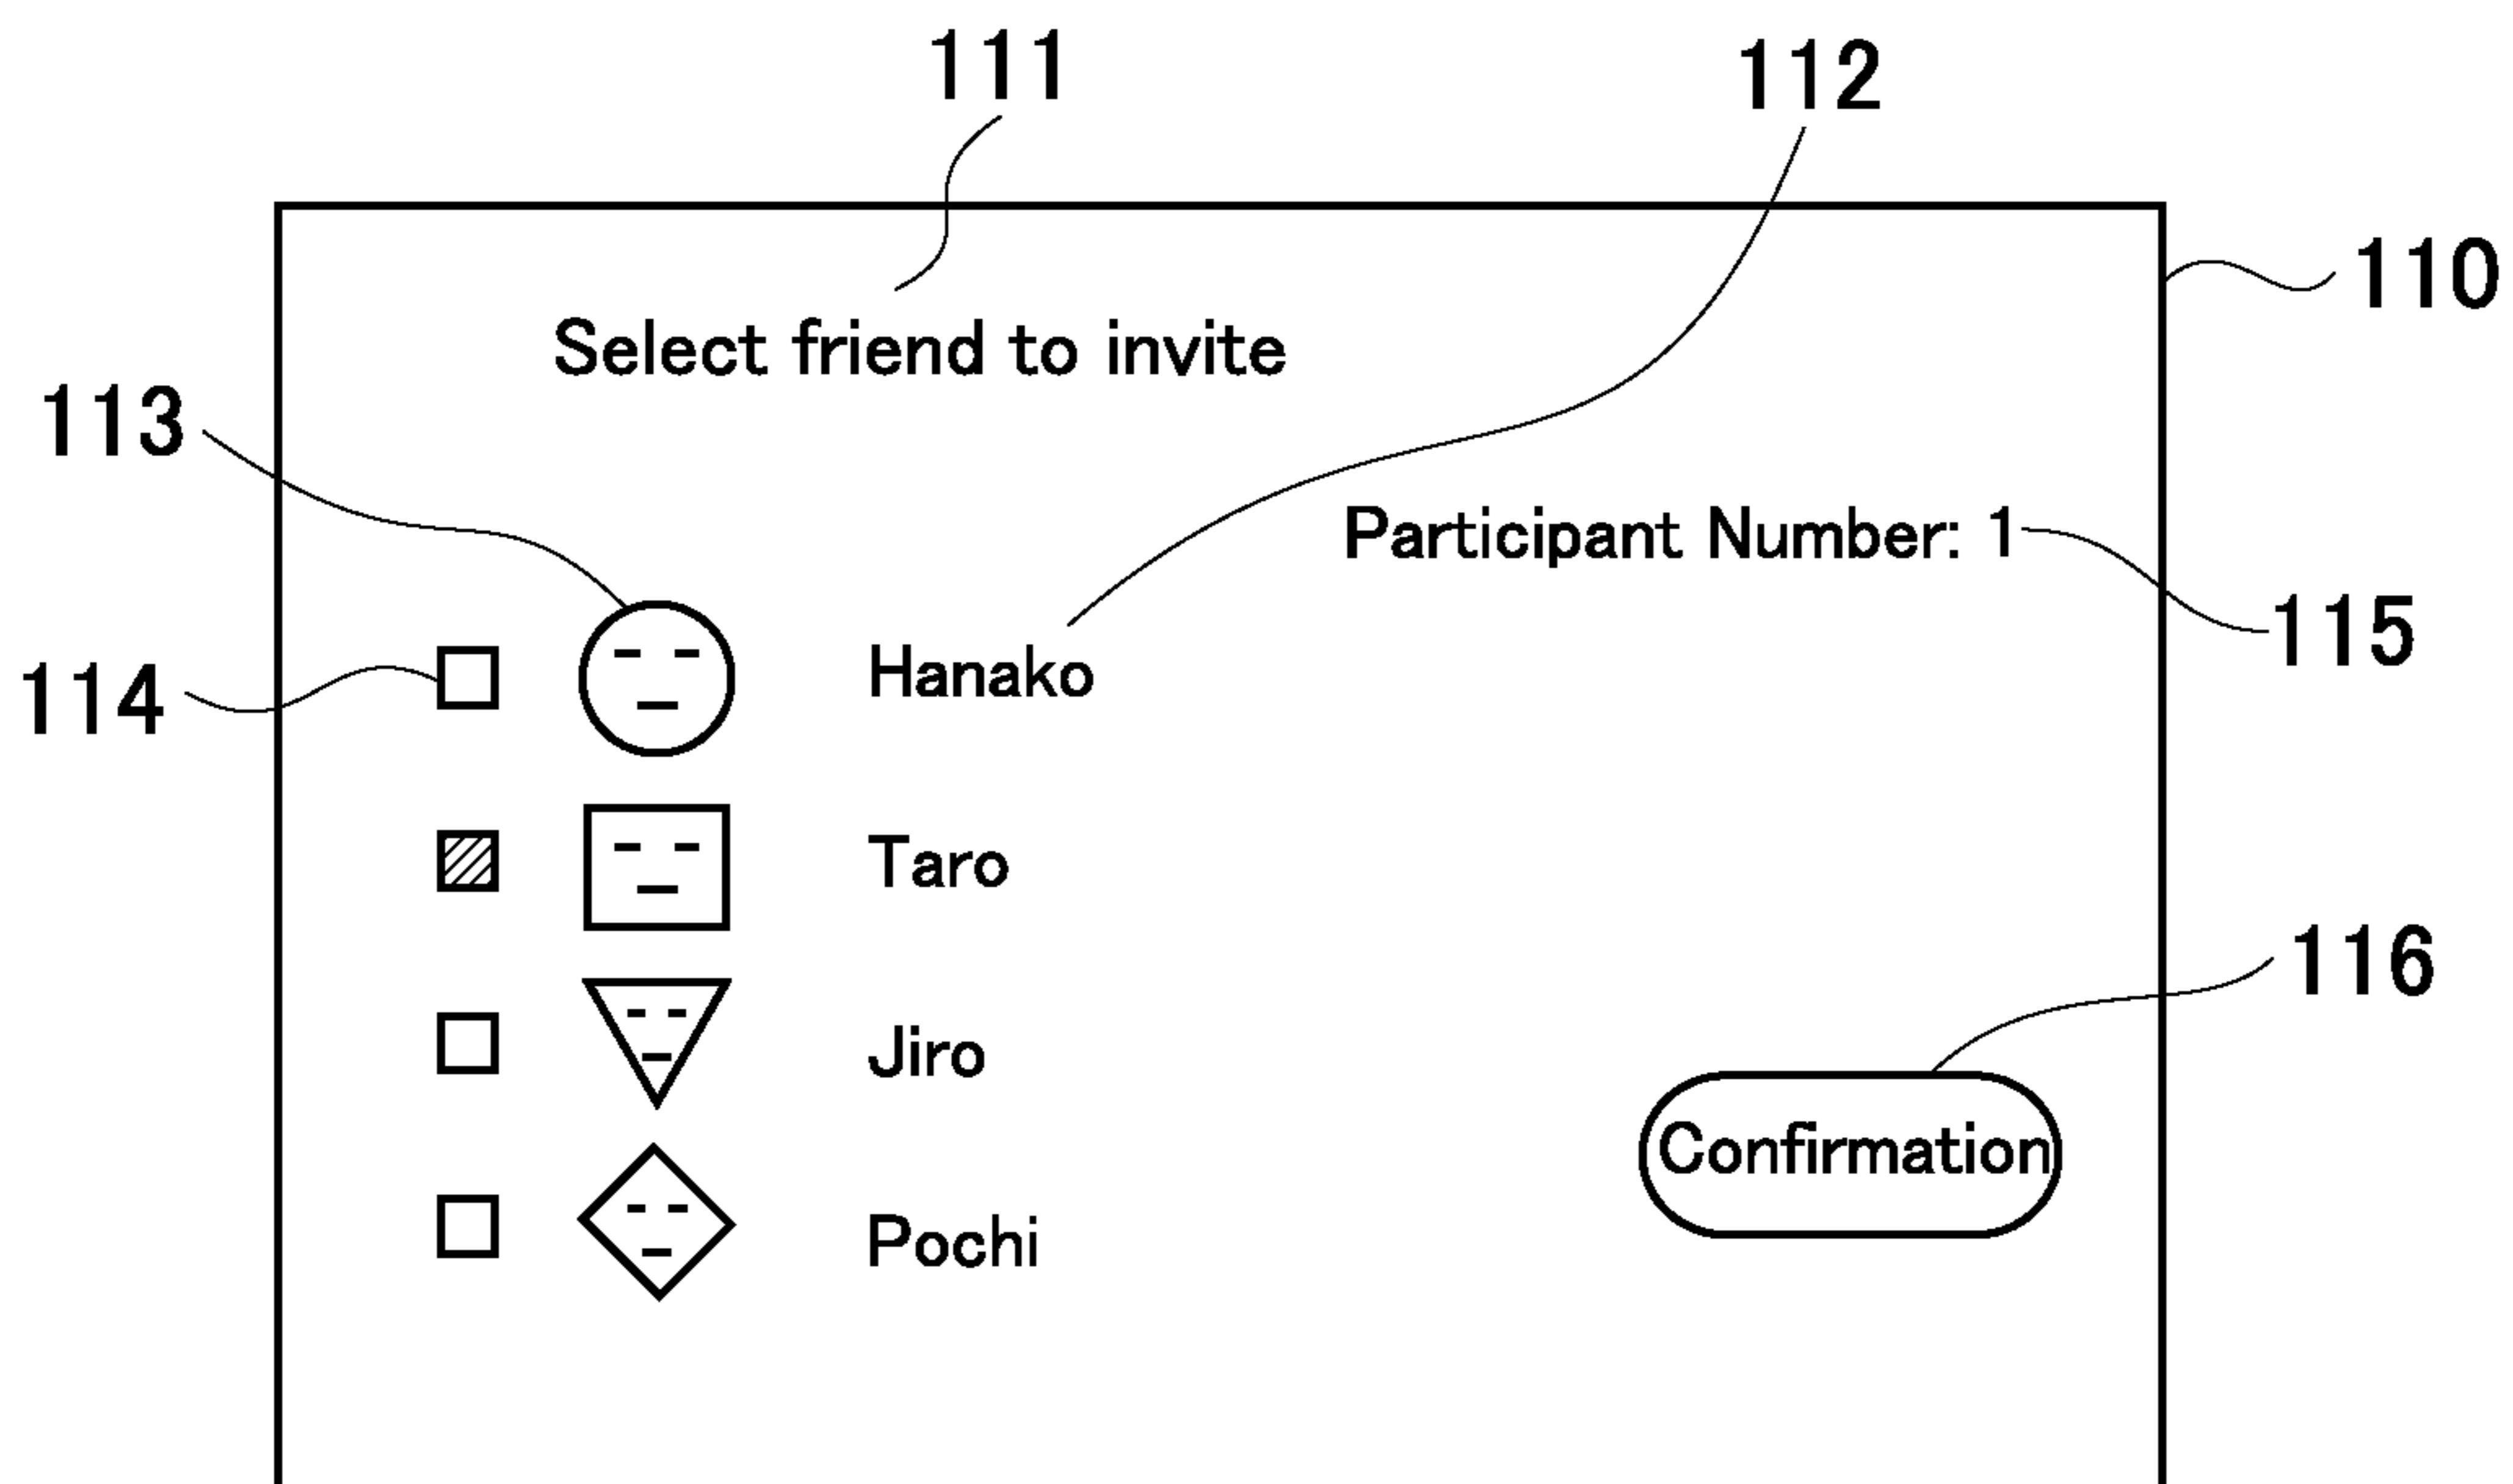 111
112
110
Select friend to invite
113
Participant Number: 1
115
114
Hanako
Taro
116
Jiro
Confirmation
Pochi